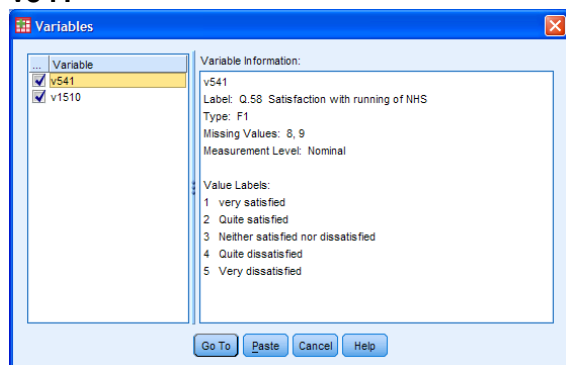 Variables
... Variable
v541
v1510
Variable Information:
v541
Label: Q.58 Satisfaction with running of NHS
Type: F1
Missing Values: 8, 9
Measurement Level: Nominal
Value Labels:
1 very satisfied
2 Quite satisfied
3 Neither satisfied nor dissatisfied
4 Quite dissatisfied
5 Very dissatisfied
Go To Paste Cancel Help